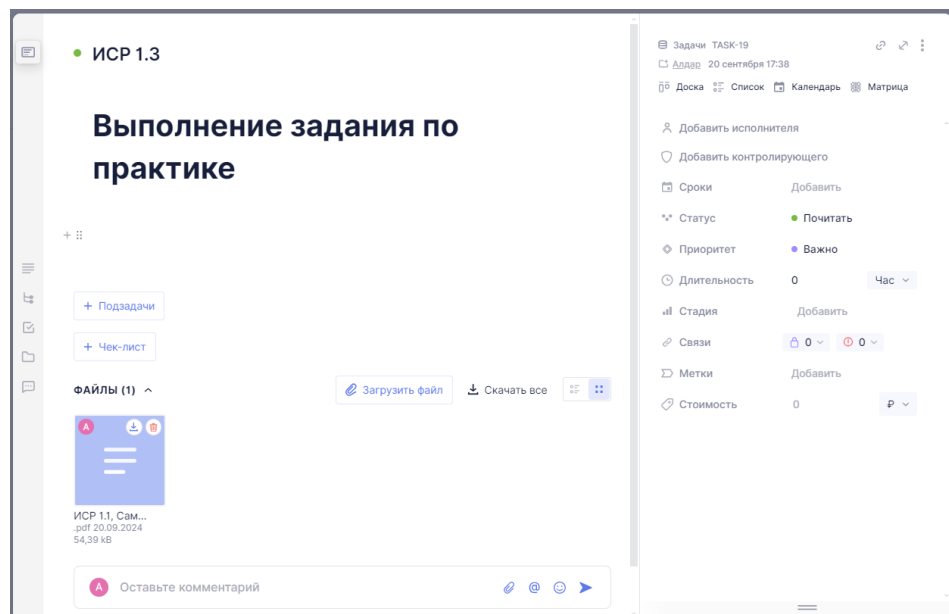 ИСР 1.3
Выполнение задания по
практике
+ Подзадачи
+ Чек-лист
ФАЙЛЫ (1)
Загрузить файл
Скачать все
А
ИСР 1.1, Сам...
.pdf 20.09.2024
54,39 kB
А
Оставьте комментарий
@
Задачи TASK-19
Алдар 20 сентября 17:38
Доска Список Календарь Матрица
Добавить исполнителя
Добавить контролирующего
Сроки Добавить
Статус Почитать
Приоритет Важно
Длительность 0 Час
Стадия Добавить
Связи 0 0
Метки Добавить
Стоимость 0 ₽